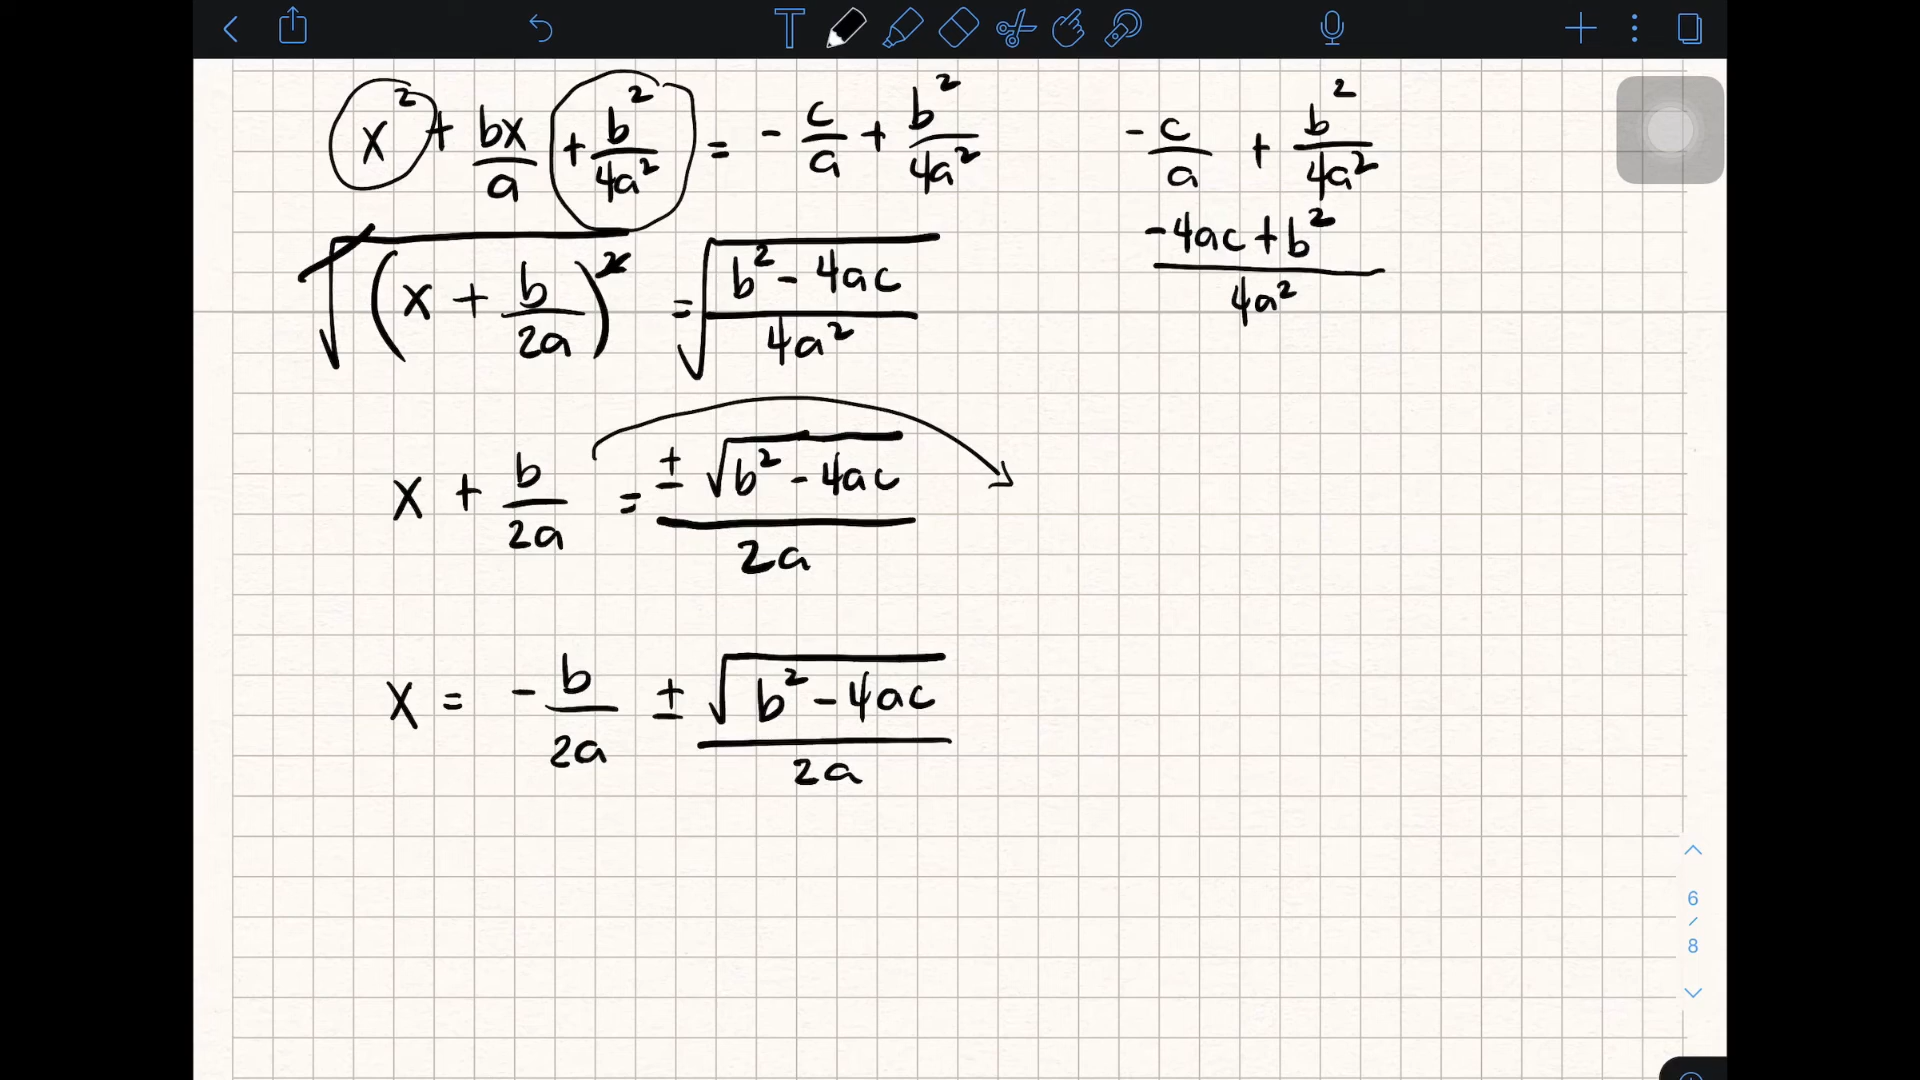 x² + bx/a + b²/4a² = - c/a + b²/4a²
- c/a + b²/4a²
-4ac + b² / 4a²
√(x + b/2a)² = √(b² - 4ac / 4a²)
x + b/2a = ± √(b² - 4ac) / 2a
x = - b/2a ± √(b² - 4ac) / 2a
T
6
/
8